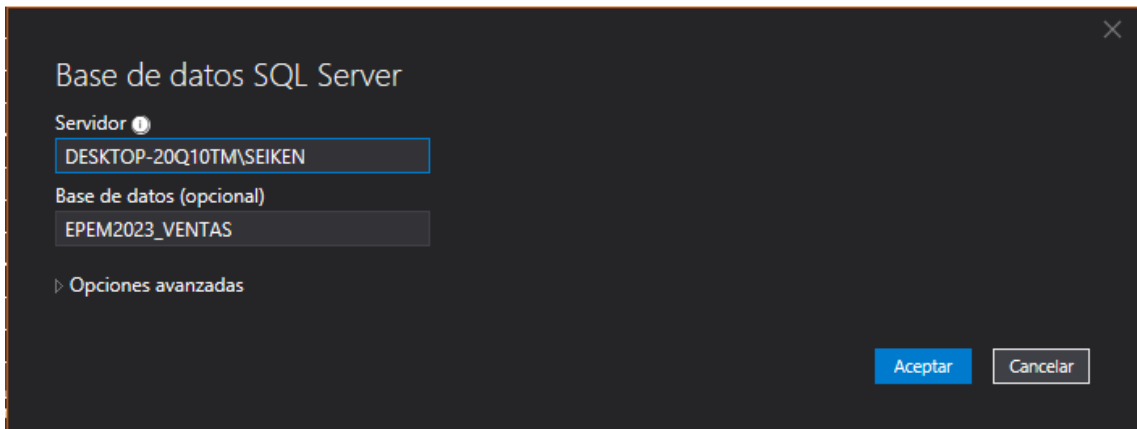 Base de datos SQL Server
Servidor
DESKTOP-20Q10TM\SEIKEN
Base de datos (opcional)
EPEM2023_VENTAS
Opciones avanzadas
Aceptar Cancelar